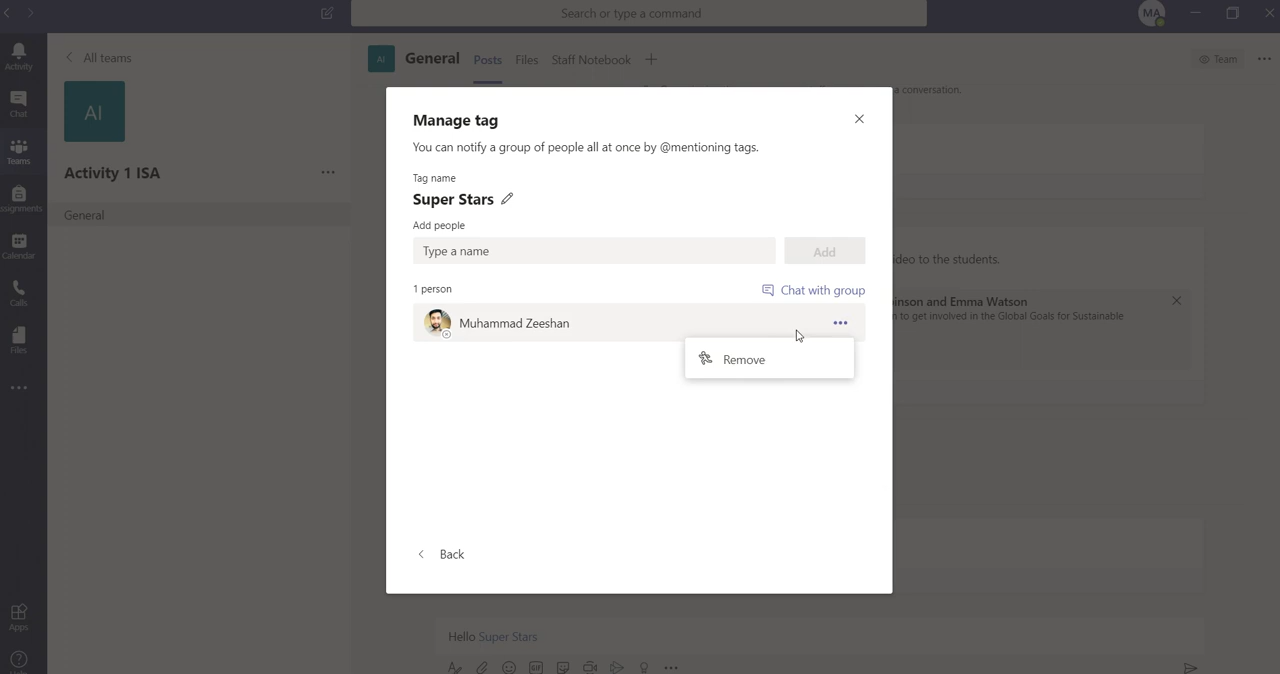 Search or type a command
MA
Activity
Chat
Teams
ssignments
Calendar
Calls
Files
Apps
All teams
AI
Activity 1 ISA
General
AI
General Posts Files Staff Notebook
Team
a conversation.
Manage tag
You can notify a group of people all at once by @mentioning tags.
Tag name
Super Stars
Add people
Type a name
Add
1 person
Chat with group
Muhammad Zeeshan
Remove
Back
ideo to the students.
inson and Emma Watson
n to get involved in the Global Goals for Sustainable
Hello Super Stars
GIF